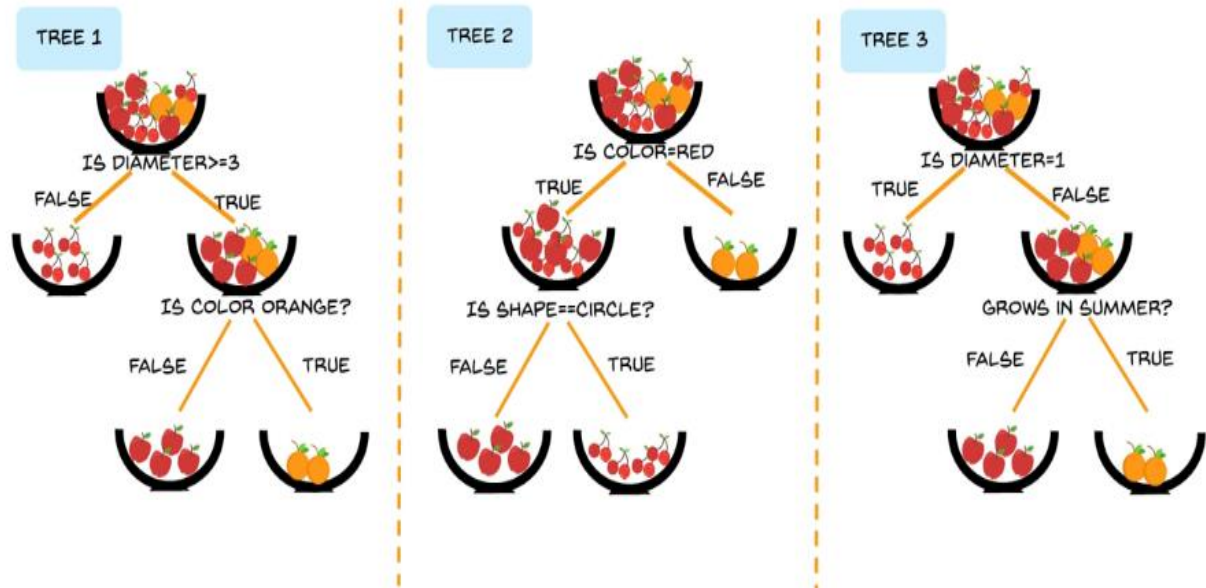 TREE 1
IS DIAMETER>=3
FALSE
TRUE
IS COLOR ORANGE?
FALSE
TRUE
TREE 2
IS COLOR=RED
TRUE
FALSE
IS SHAPE==CIRCLE?
FALSE
TRUE
TREE 3
IS DIAMETER=1
TRUE
FALSE
GROWS IN SUMMER?
FALSE
TRUE